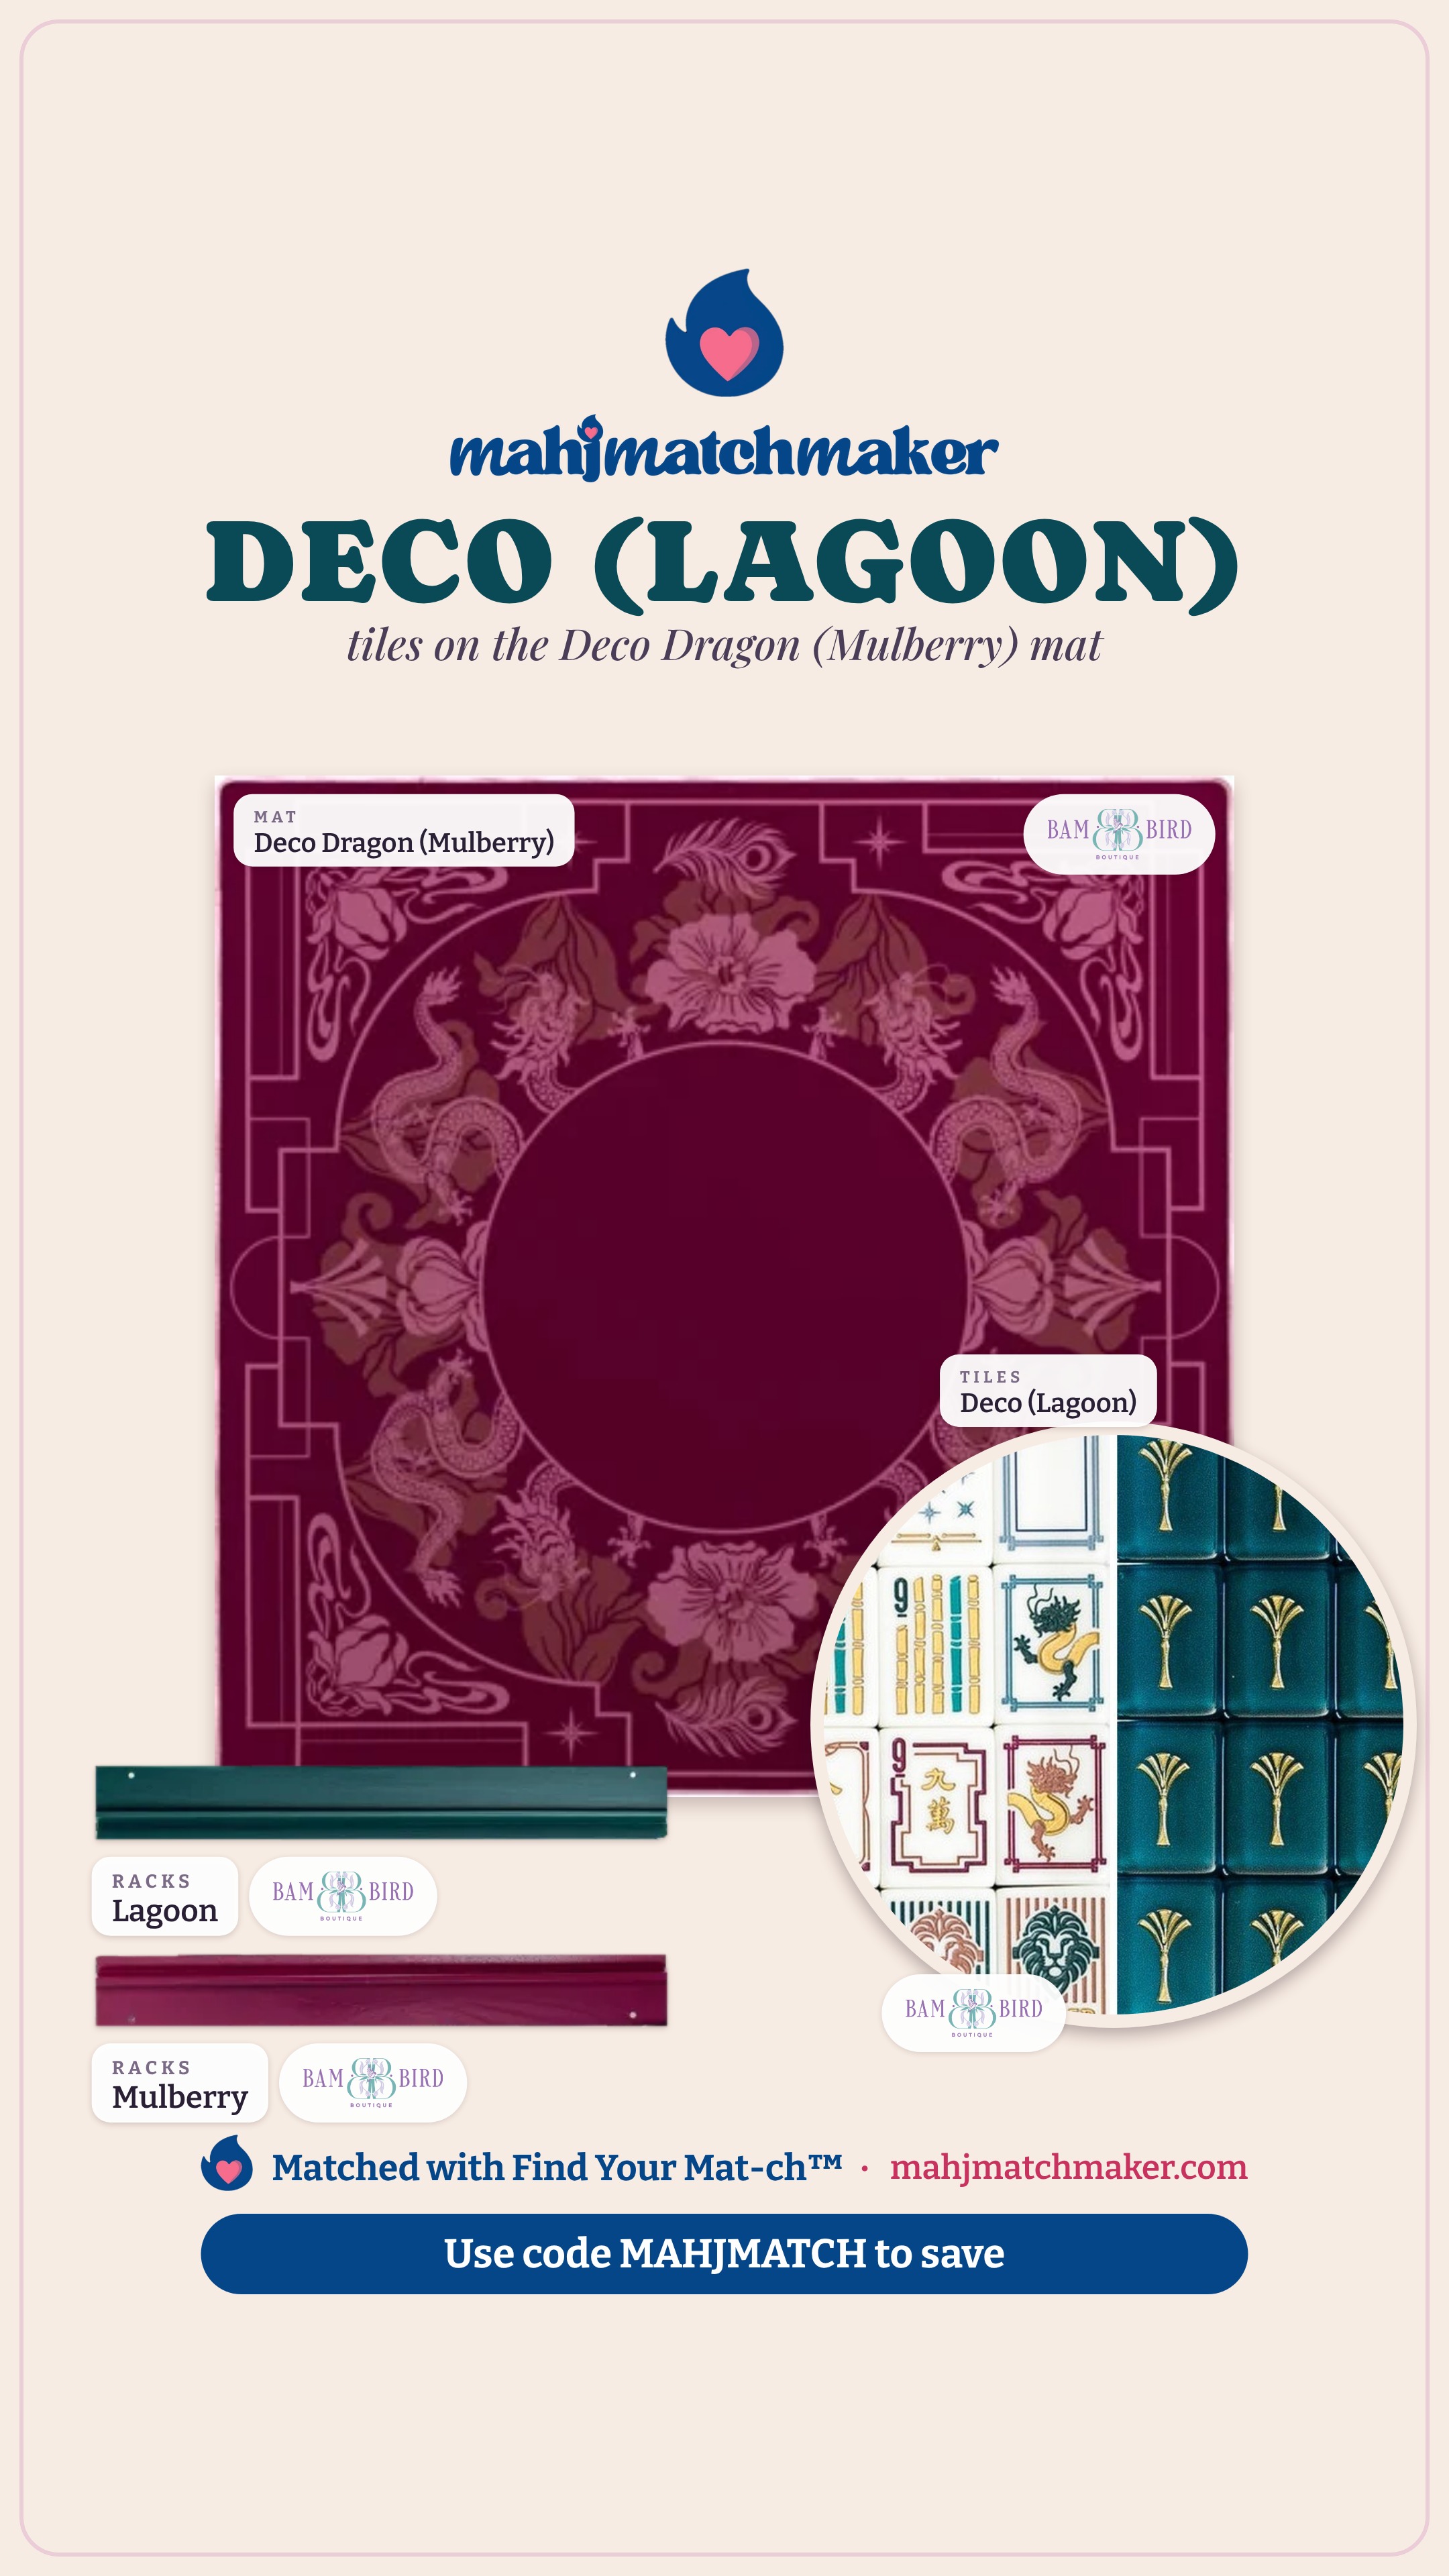 mahjmatchmaker
DECO (LAGOON)
tiles on the Deco Dragon (Mulberry) mat
MAT
Deco Dragon (Mulberry)
BAM BIRD
BOUTIQUE
TILES
Deco (Lagoon)
9
9
九
萬
RACKS
Lagoon
BAM BIRD
BOUTIQUE
BAM BIRD
BOUTIQUE
RACKS
Mulberry
BAM BIRD
BOUTIQUE
Matched with Find Your Mat-ch™ · mahjmatchmaker.com
Use code MAHJMATCH to save